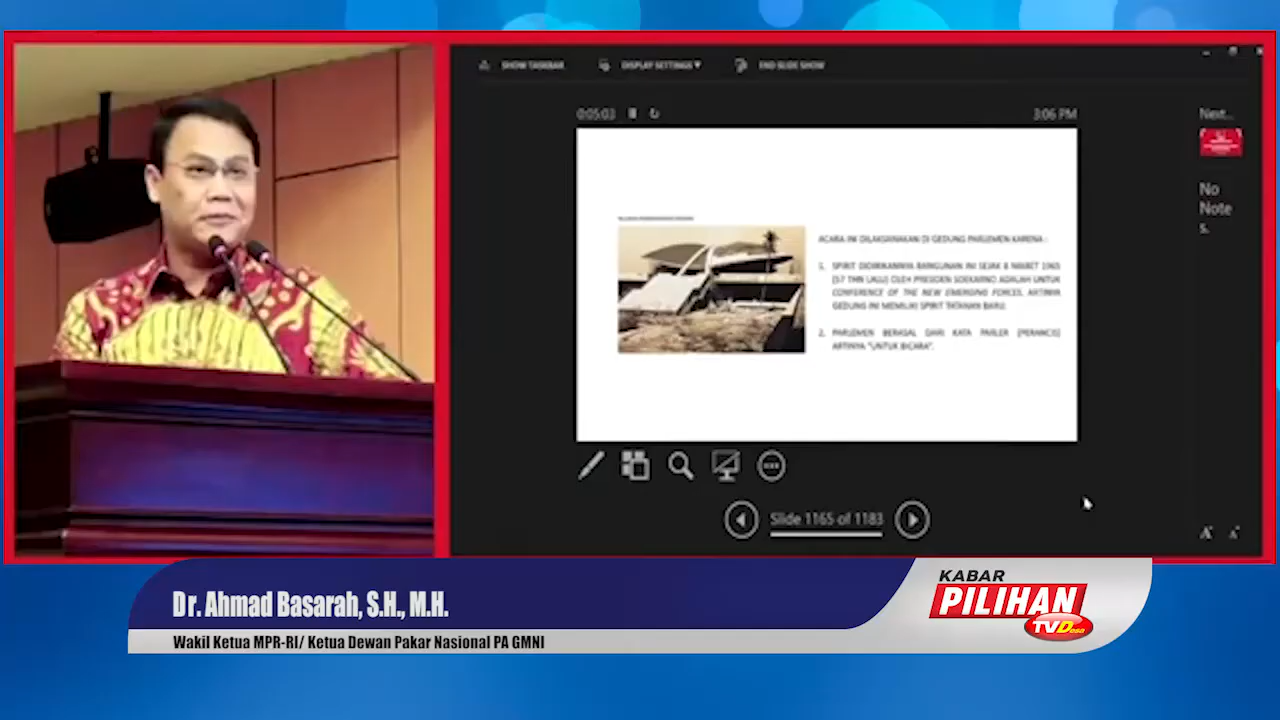 SHOW TASKBAR
DISPLAY SETTINGS ▼
END SLIDE SHOW
0:05:03
3:06 PM
Next...
No
Note
s.
ACARA INI DILAKSANAKAN DI GEDUNG PARLEMEN KARENA :
1. SPIRIT DIDIRIKANNYA BANGUNAN INI SEJAK 8 MARET 1965
(57 THN LALU) OLEH PRESIDEN SOEKARNO ADALAH UNTUK
CONFERENCE OF THE NEW EMERGING FORCES, ARTINYA
GEDUNG INI MEMILIKI SPIRIT TATANAN BARU.
2. PARLEMEN BERASAL DARI KATA PARLER (PERANCIS)
ARTINYA "UNTUK BICARA".
Slide 1165 of 1183
A A
Dr. Ahmad Basarah, S.H., M.H.
Wakil Ketua MPR-RI/ Ketua Dewan Pakar Nasional PA GMNI
KABAR
PILIHAN
TVDesa